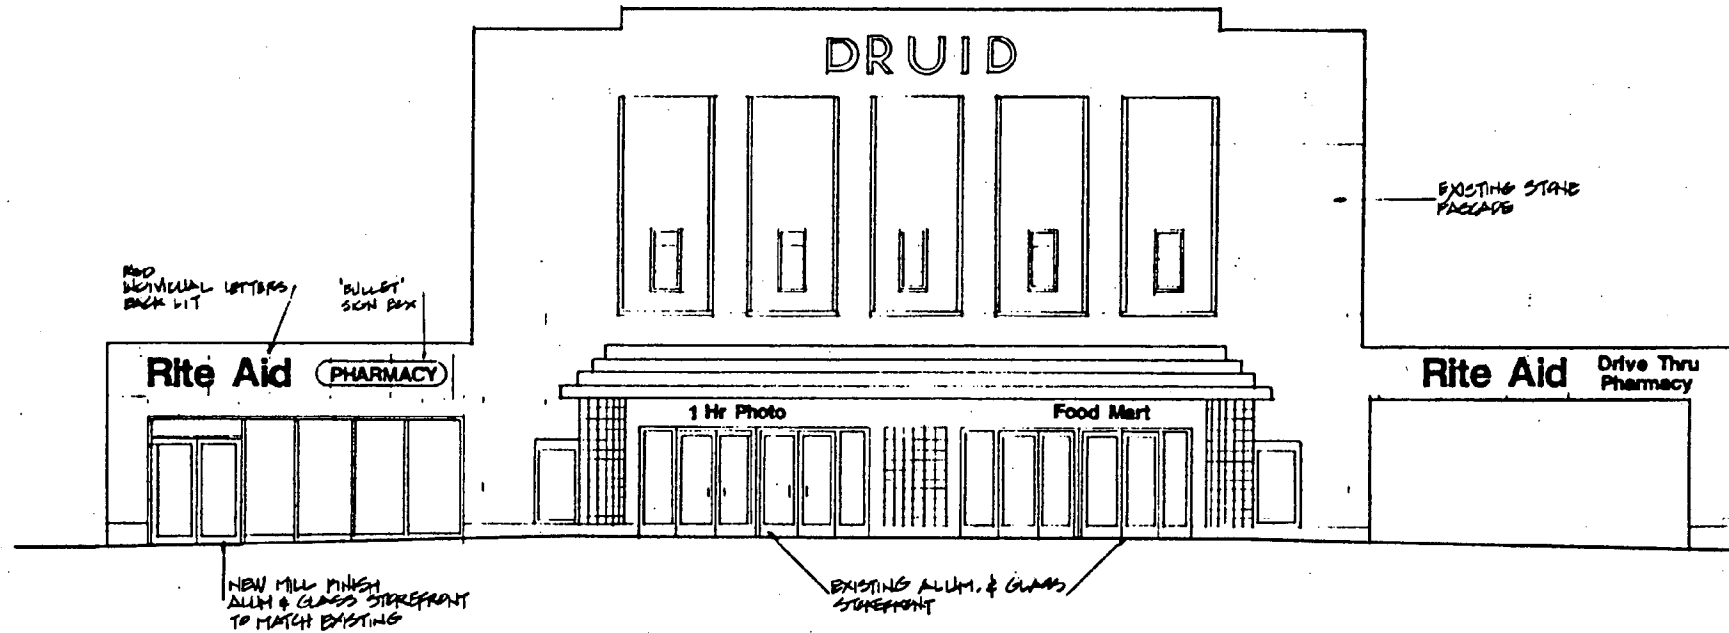 DRUID
EXISTING STONE
FASCADE
RED
INDIVIDUAL LETTERS
BACK LIT
'BULLET'
SIGN BOX
Rite Aid
PHARMACY
1 Hr Photo
Food Mart
Rite Aid
Drive Thru
Pharmacy
NEW MILL FINISH
ALUM & GLASS STOREFRONT
TO MATCH EXISTING
EXISTING ALUM. & GLASS
STOREFRONT